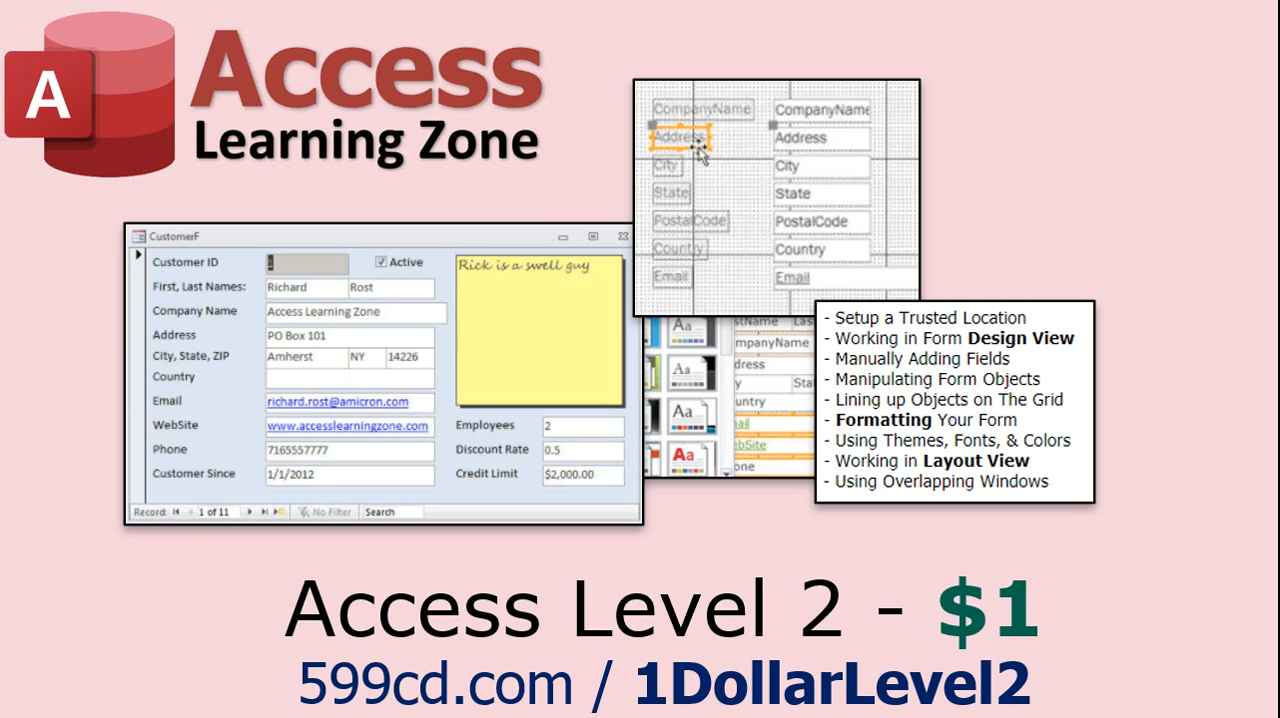 A
Access
Learning Zone
CompanyName CompanyName
Address Address
City City
State State
PostalCode PostalCode
Country Country
Email Email
CustomerF
Customer ID Active
First, Last Names: Richard Rost
Company Name Access Learning Zone
Address PO Box 101
City, State, ZIP Amherst NY 14226
Country
Email richard.rost@amicron.com
WebSite www.accesslearningzone.com
Phone 7165557777
Customer Since 1/1/2012
Rick is a swell guy
Employees 2
Discount Rate 0.5
Credit Limit $2,000.00
Record: 1 of 11 No Filter Search
Aa
Aa
Aa
Aa
- Setup a Trusted Location
- Working in Form Design View
- Manually Adding Fields
- Manipulating Form Objects
- Lining up Objects on The Grid
- Formatting Your Form
- Using Themes, Fonts, & Colors
- Working in Layout View
- Using Overlapping Windows
Access Level 2 - $1
599cd.com / 1DollarLevel2